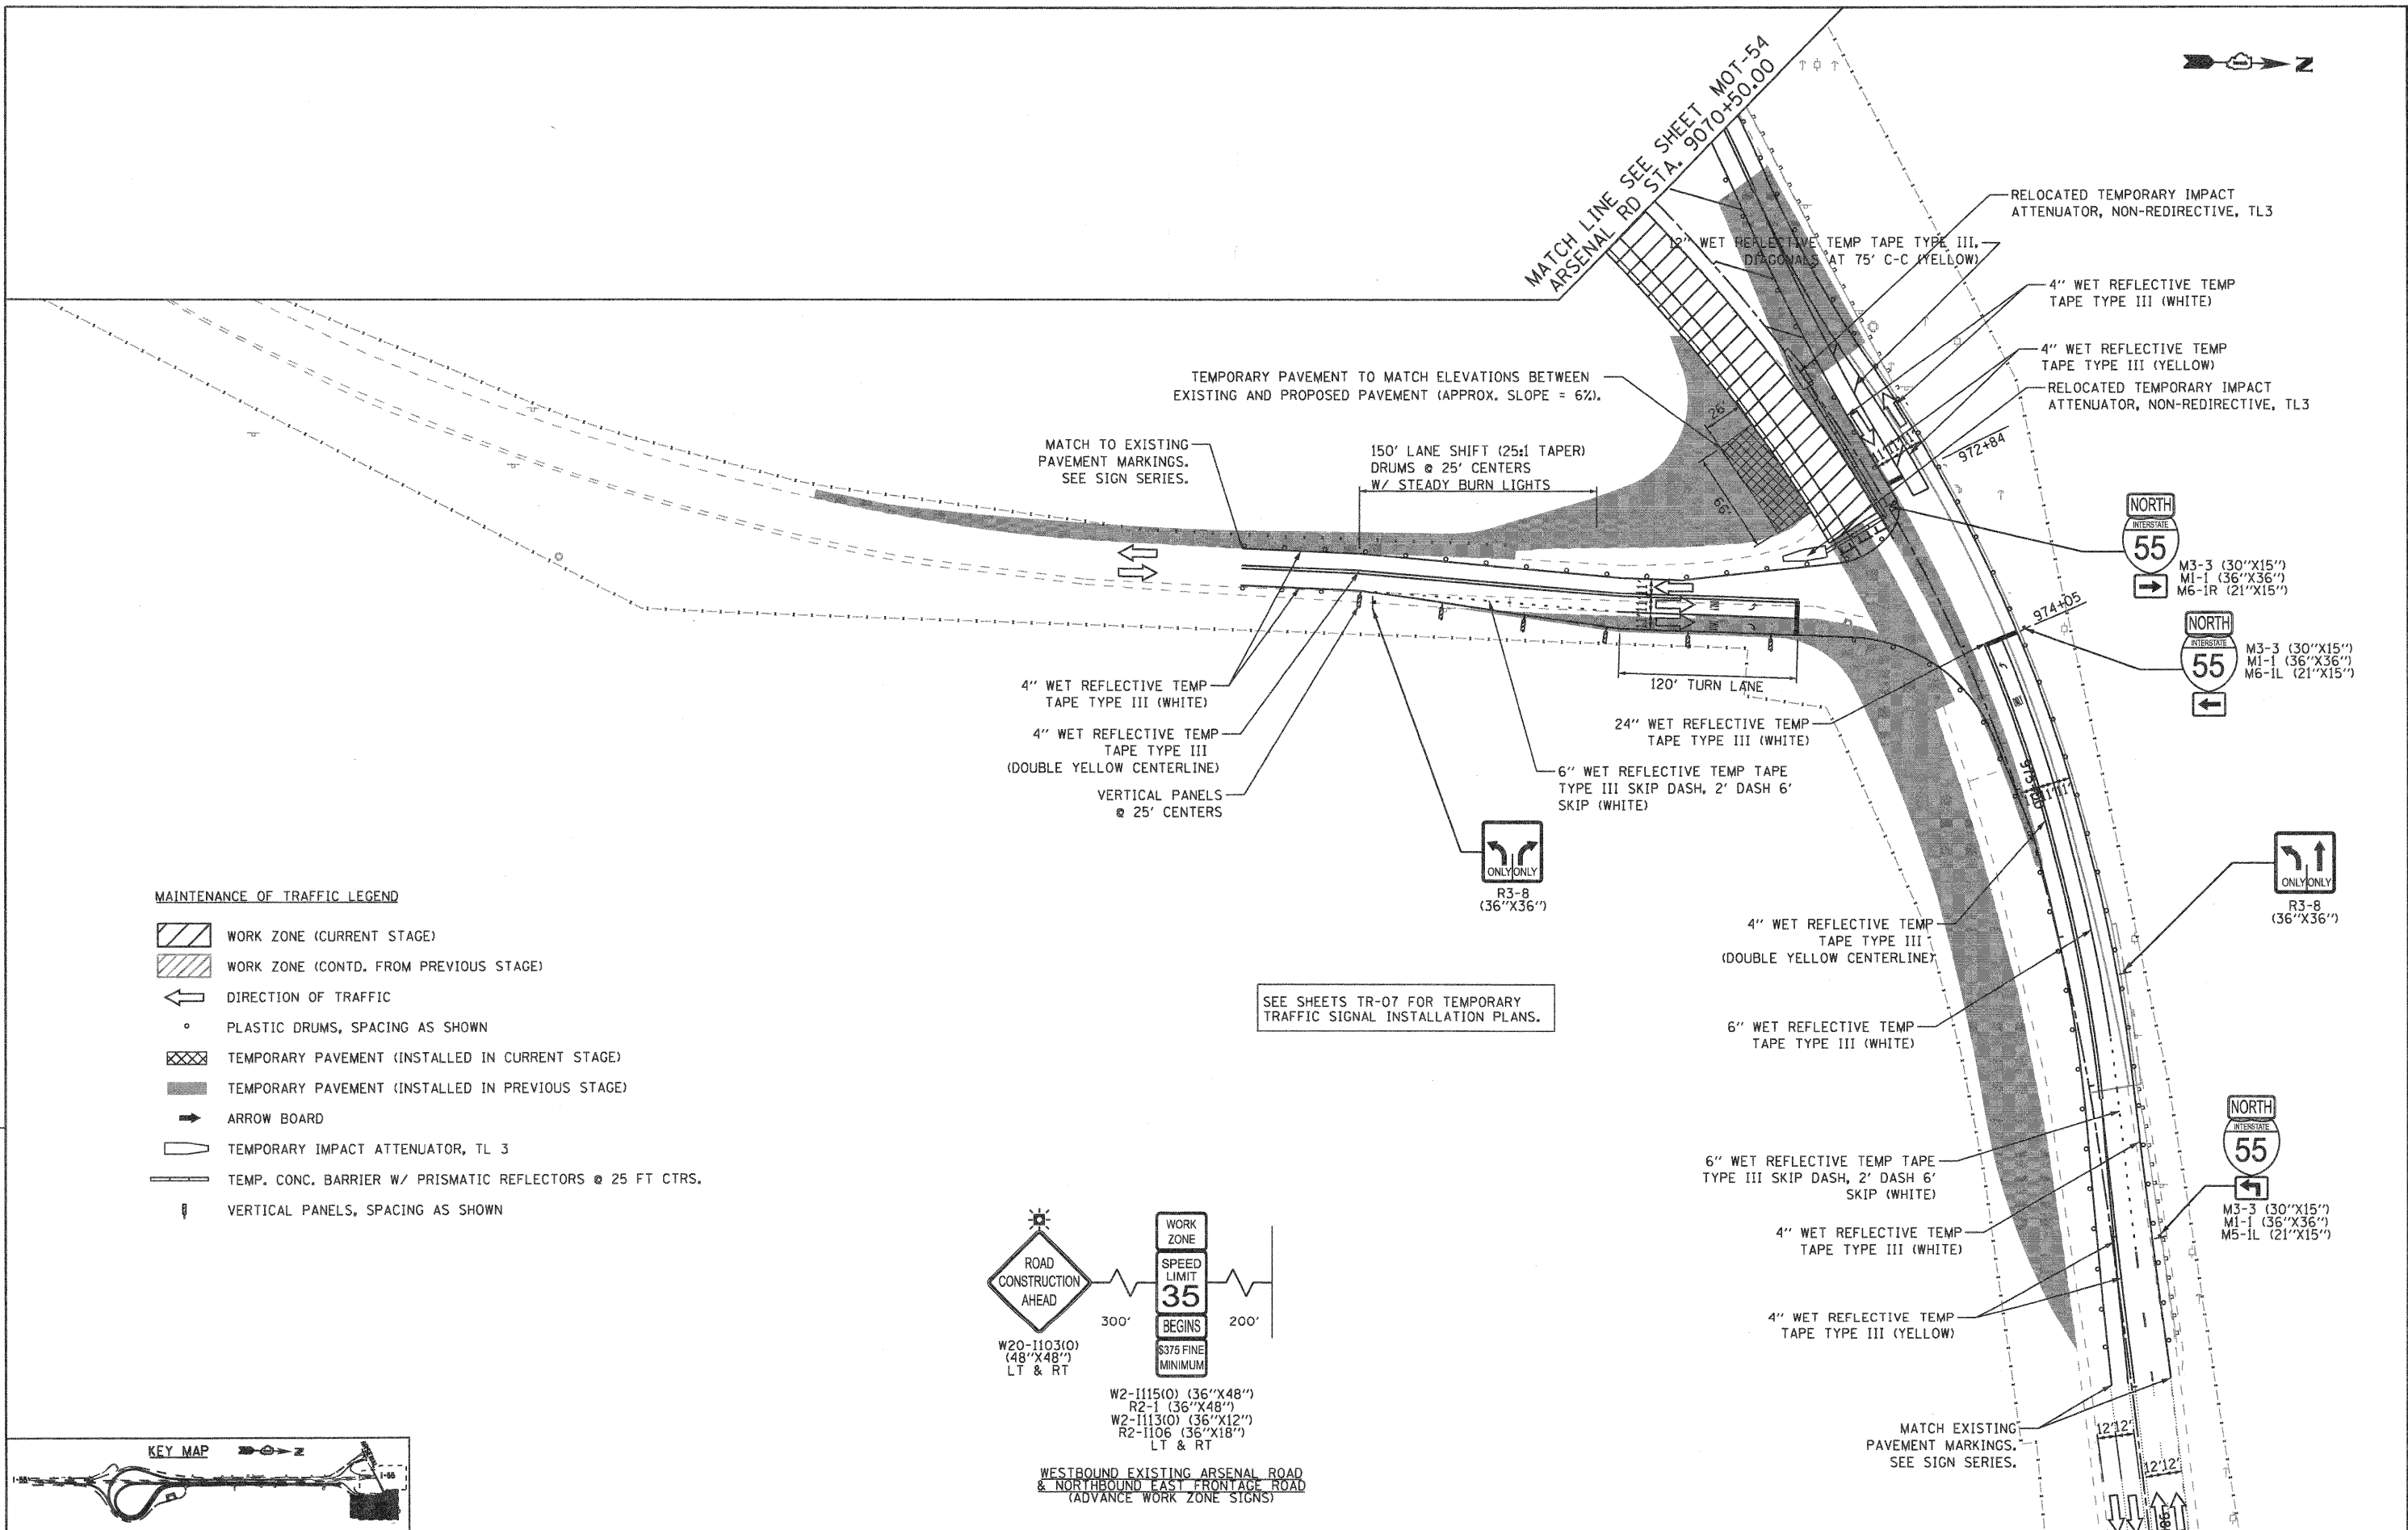 MATCH LINE SEE SHEET MOT-54
ARSENAL RD STA. 9070+50.00
N
RELOCATED TEMPORARY IMPACT
ATTENUATOR, NON-REDIRECTIVE, TL3
12" WET REFLECTIVE TEMP TAPE TYPE III,
DIAGONALS AT 75' C-C (YELLOW)
4" WET REFLECTIVE TEMP
TAPE TYPE III (WHITE)
4" WET REFLECTIVE TEMP
TAPE TYPE III (YELLOW)
RELOCATED TEMPORARY IMPACT
ATTENUATOR, NON-REDIRECTIVE, TL3
TEMPORARY PAVEMENT TO MATCH ELEVATIONS BETWEEN
EXISTING AND PROPOSED PAVEMENT (APPROX. SLOPE = 6%).
26'
69'
MATCH TO EXISTING
PAVEMENT MARKINGS.
SEE SIGN SERIES.
150' LANE SHIFT (25:1 TAPER)
DRUMS @ 25' CENTERS
W/ STEADY BURN LIGHTS
11' 11'
972+84
NORTH
INTERSTATE
55
M3-3 (30"X15")
M1-1 (36"X36")
M6-1R (21"X15")
974+05
NORTH
INTERSTATE
55
M3-3 (30"X15")
M1-1 (36"X36")
M6-1L (21"X15")
11' 11' 11'
120' TURN LANE
4" WET REFLECTIVE TEMP
TAPE TYPE III (WHITE)
24" WET REFLECTIVE TEMP
TAPE TYPE III (WHITE)
4" WET REFLECTIVE TEMP
TAPE TYPE III
(DOUBLE YELLOW CENTERLINE)
6" WET REFLECTIVE TEMP TAPE
TYPE III SKIP DASH, 2' DASH 6'
SKIP (WHITE)
VERTICAL PANELS
@ 25' CENTERS
11' 11' 11'
ONLY ONLY
R3-8
(36"X36")
ONLY ONLY
R3-8
(36"X36")
MAINTENANCE OF TRAFFIC LEGEND
WORK ZONE (CURRENT STAGE)
WORK ZONE (CONTD. FROM PREVIOUS STAGE)
DIRECTION OF TRAFFIC
PLASTIC DRUMS, SPACING AS SHOWN
TEMPORARY PAVEMENT (INSTALLED IN CURRENT STAGE)
TEMPORARY PAVEMENT (INSTALLED IN PREVIOUS STAGE)
ARROW BOARD
TEMPORARY IMPACT ATTENUATOR, TL 3
TEMP. CONC. BARRIER W/ PRISMATIC REFLECTORS @ 25 FT CTRS.
VERTICAL PANELS, SPACING AS SHOWN
4" WET REFLECTIVE TEMP
TAPE TYPE III
(DOUBLE YELLOW CENTERLINE)
SEE SHEETS TR-07 FOR TEMPORARY
TRAFFIC SIGNAL INSTALLATION PLANS.
6" WET REFLECTIVE TEMP
TAPE TYPE III (WHITE)
NORTH
INTERSTATE
55
M3-3 (30"X15")
M1-1 (36"X36")
M5-1L (21"X15")
6" WET REFLECTIVE TEMP TAPE
TYPE III SKIP DASH, 2' DASH 6'
SKIP (WHITE)
4" WET REFLECTIVE TEMP
TAPE TYPE III (WHITE)
4" WET REFLECTIVE TEMP
TAPE TYPE III (YELLOW)
ROAD
CONSTRUCTION
AHEAD
W20-I103(O)
(48"X48")
LT & RT
300'
WORK
ZONE
SPEED
LIMIT
35
BEGINS
$375 FINE
MINIMUM
200'
W2-I115(O) (36"X48")
R2-1 (36"X48")
W2-I113(O) (36"X12")
R2-I106 (36"X18")
LT & RT
WESTBOUND EXISTING ARSENAL ROAD
& NORTHBOUND EAST FRONTAGE ROAD
(ADVANCE WORK ZONE SIGNS)
MATCH EXISTING
PAVEMENT MARKINGS.
SEE SIGN SERIES.
12' 12'
12' 12'
KEY MAP
N
I-55
I-55